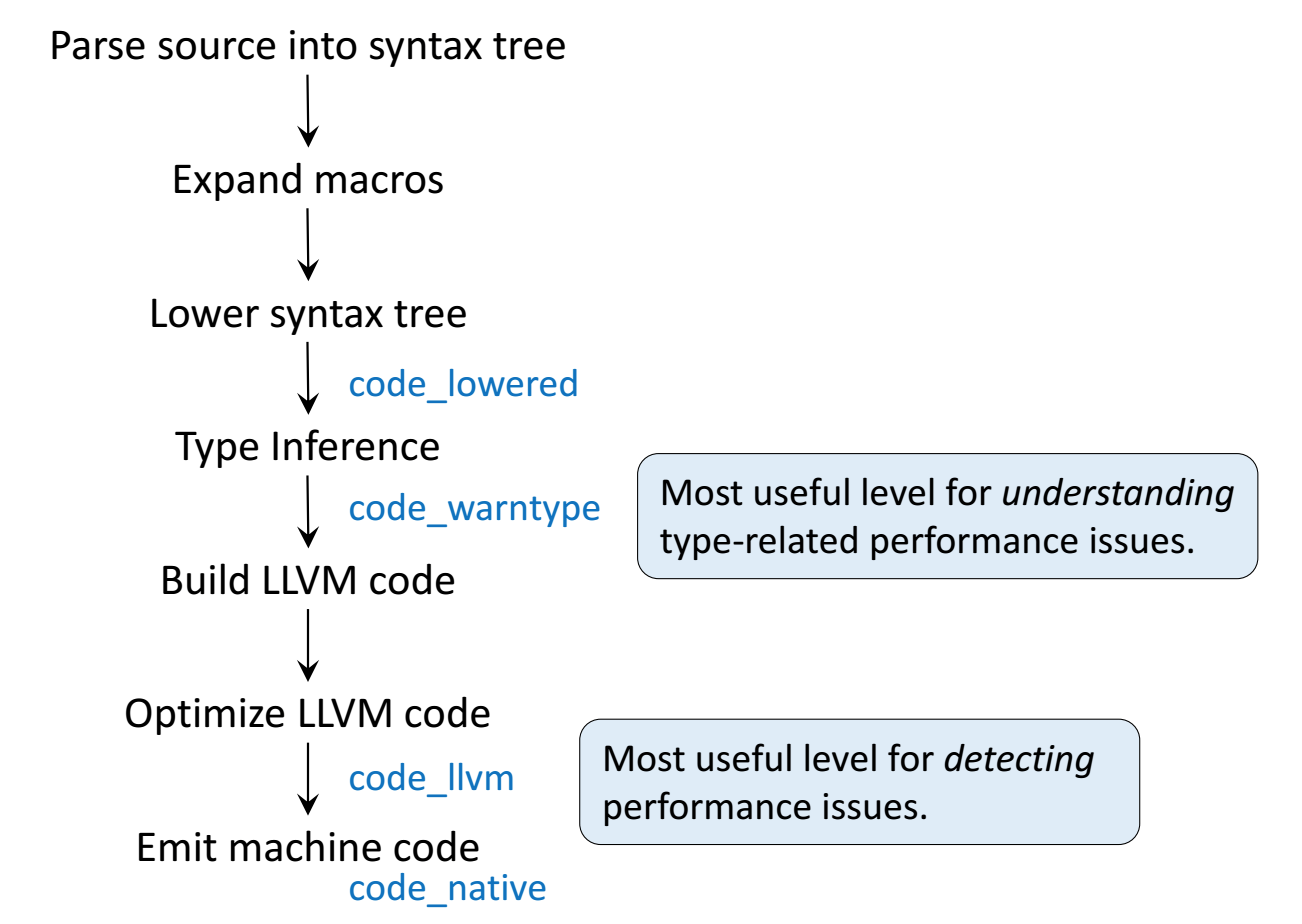 Parse source into syntax tree
Expand macros
Lower syntax tree
code_lowered
Type Inference
code_warntype
Most useful level for understanding
type-related performance issues.
Build LLVM code
Optimize LLVM code
code_llvm
Most useful level for detecting
performance issues.
Emit machine code
code_native